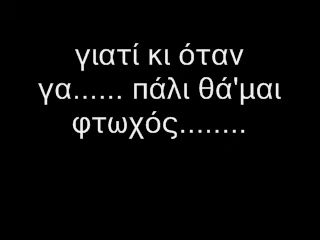 γιατί κι όταν
γα...... πάλι θά'μαι
φτωχός........